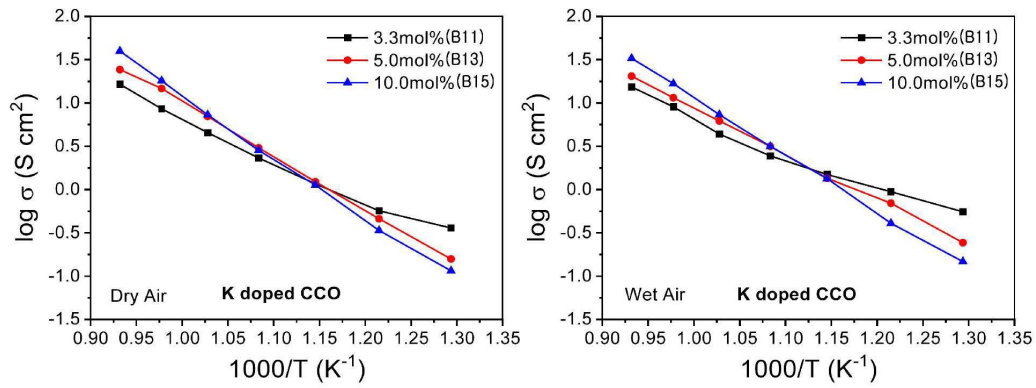 2.0
1.5
1.0
0.5
0.0
-0.5
-1.0
-1.5
log σ (S cm²)
3.3mol%(B11)
5.0mol%(B13)
10.0mol%(B15)
Dry Air
K doped CCO
0.90 0.95 1.00 1.05 1.10 1.15 1.20 1.25 1.30 1.35
1000/T (K⁻¹)
2.0
1.5
1.0
0.5
0.0
-0.5
-1.0
-1.5
log σ (S cm²)
3.3mol%(B11)
5.0mol%(B13)
10.0mol%(B15)
Wet Air
K doped CCO
0.90 0.95 1.00 1.05 1.10 1.15 1.20 1.25 1.30 1.35
1000/T (K⁻¹)